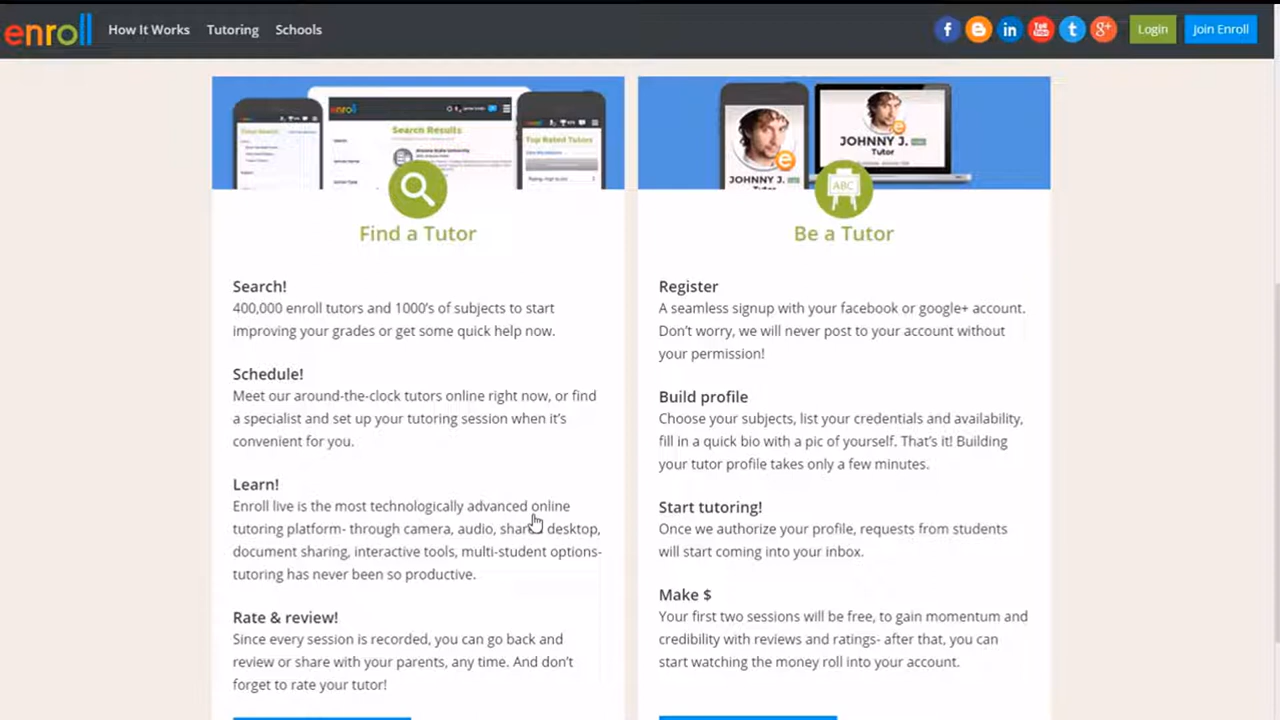 enroll How It Works Tutoring Schools Login Join Enroll
enroll
Search Results
Arizona State University
Top Rated Tutors
JOHNNY J.
Tutor
JOHNNY J.
ABC
Find a Tutor
Search!
400,000 enroll tutors and 1000's of subjects to start
improving your grades or get some quick help now.
Schedule!
Meet our around-the-clock tutors online right now, or find
a specialist and set up your tutoring session when it's
convenient for you.
Learn!
Enroll live is the most technologically advanced online
tutoring platform- through camera, audio, share desktop,
document sharing, interactive tools, multi-student options-
tutoring has never been so productive.
Rate & review!
Since every session is recorded, you can go back and
review or share with your parents, any time. And don't
forget to rate your tutor!
Be a Tutor
Register
A seamless signup with your facebook or google+ account.
Don't worry, we will never post to your account without
your permission!
Build profile
Choose your subjects, list your credentials and availability,
fill in a quick bio with a pic of yourself. That's it! Building
your tutor profile takes only a few minutes.
Start tutoring!
Once we authorize your profile, requests from students
will start coming into your inbox.
Make $
Your first two sessions will be free, to gain momentum and
credibility with reviews and ratings- after that, you can
start watching the money roll into your account.